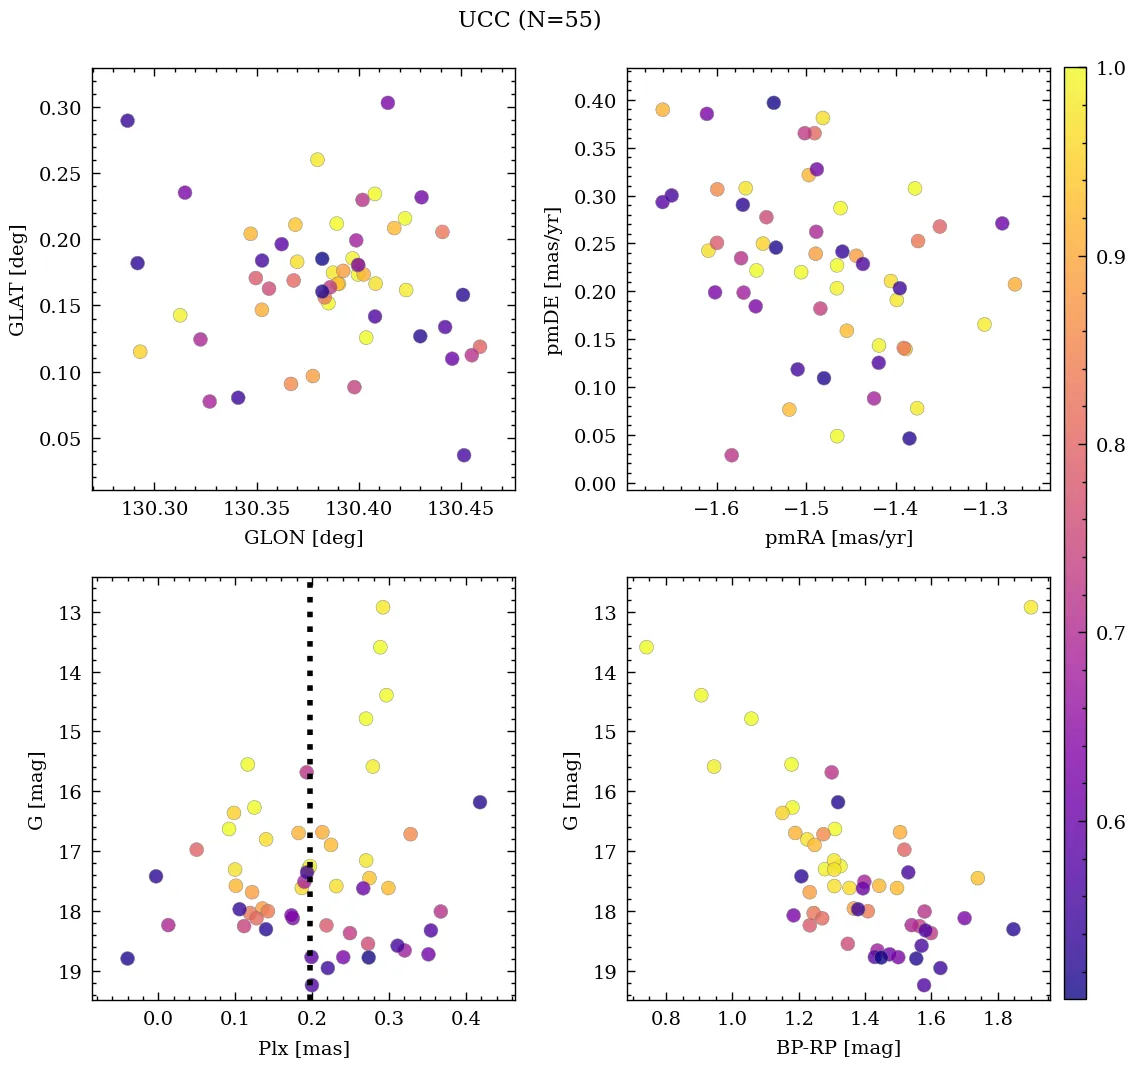 UCC (N=55)
0.30
0.25
0.20
0.15
0.10
0.05
GLAT [deg]
130.30 130.35 130.40 130.45
GLON [deg]
0.40
0.35
0.30
0.25
0.20
0.15
0.10
0.05
0.00
pmDE [mas/yr]
−1.6 −1.5 −1.4 −1.3
pmRA [mas/yr]
1.0
0.9
0.8
0.7
0.6
13
14
15
16
17
18
19
G [mag]
0.0 0.1 0.2 0.3 0.4
Plx [mas]
13
14
15
16
17
18
19
G [mag]
0.8 1.0 1.2 1.4 1.6 1.8
BP-RP [mag]